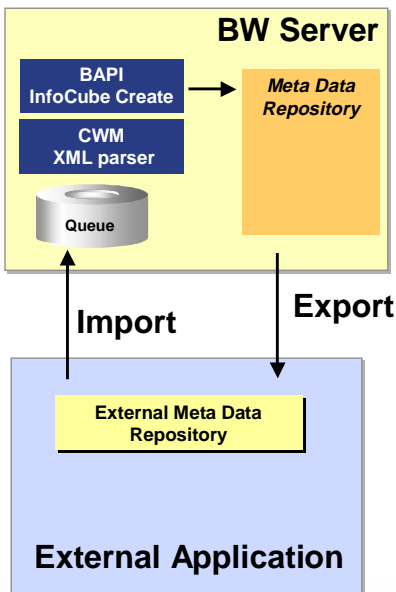 BW Server
BAPI
InfoCube Create
Meta Data
Repository
CWM
XML parser
Queue
Import
Export
External Meta Data
Repository
External Application